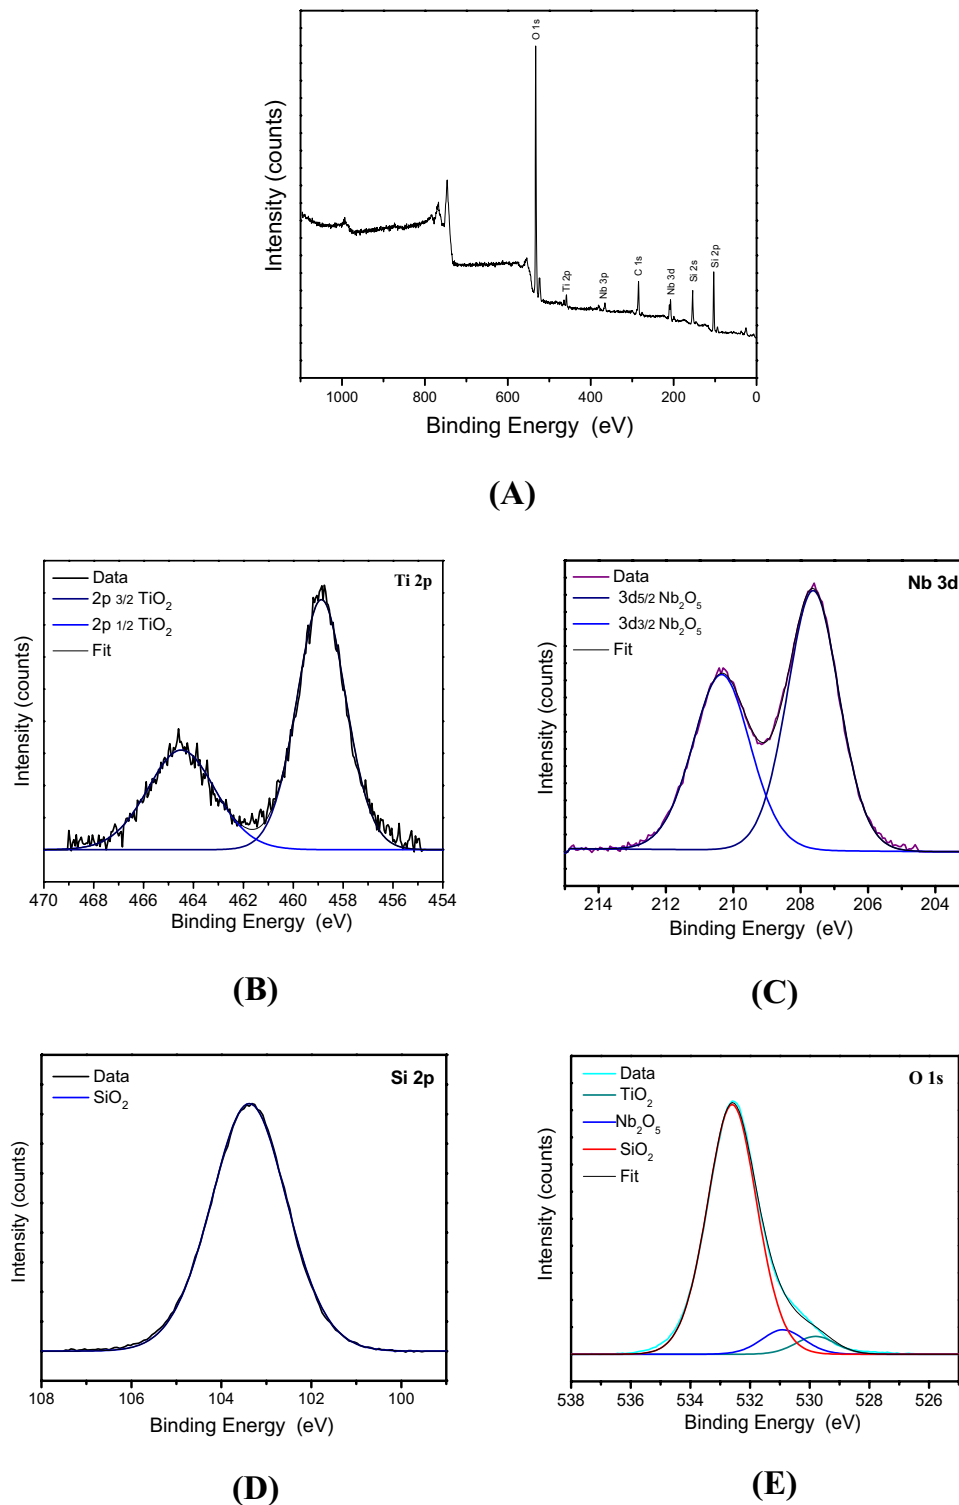 O 1s
Ti 2p
Nb 3p
C 1s
Nb 3d
Si 2s
Si 2p
Intensity (counts)
1000 800 600 400 200 0
Binding Energy (eV)
(A)
Data
2p 3/2 TiO₂
2p 1/2 TiO₂
Fit
Ti 2p
Intensity (counts)
470 468 466 464 462 460 458 456 454
Binding Energy (eV)
(B)
Data
3d5/2 Nb₂O₅
3d3/2 Nb₂O₅
Fit
Nb 3d
Intensity (counts)
214 212 210 208 206 204
Binding Energy (eV)
(C)
Data
SiO₂
Si 2p
Intensity (counts)
108 106 104 102 100
Binding Energy (eV)
(D)
Data
TiO₂
Nb₂O₅
SiO₂
Fit
O 1s
Intensity (counts)
538 536 534 532 530 528 526
Binding Energy (eV)
(E)